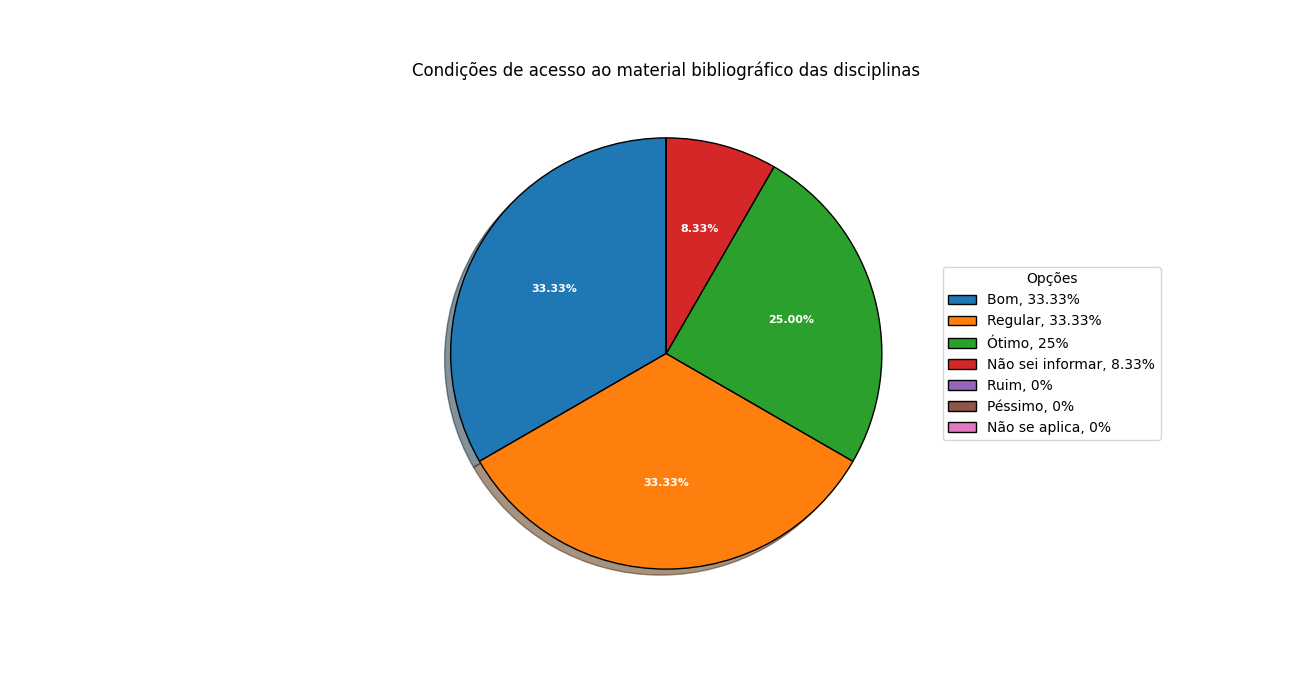 Condições de acesso ao material bibliográfico das disciplinas
8.33%
33.33%
25.00%
33.33%
Opções
Bom, 33.33%
Regular, 33.33%
Ótimo, 25%
Não sei informar, 8.33%
Ruim, 0%
Péssimo, 0%
Não se aplica, 0%